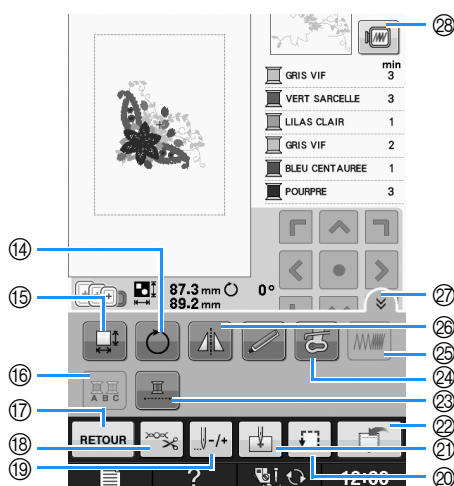 28
min
GRIS VIF 3
VERT SARCELLE 3
LILAS CLAIR 1
GRIS VIF 2
BLEU CENTAUREE 1
POURPRE 3
14
87.3 mm 0°
89.2 mm
27
15
26
25
24
16
A B C
23
17
RETOUR
22
18
-/+
21
19
20
?